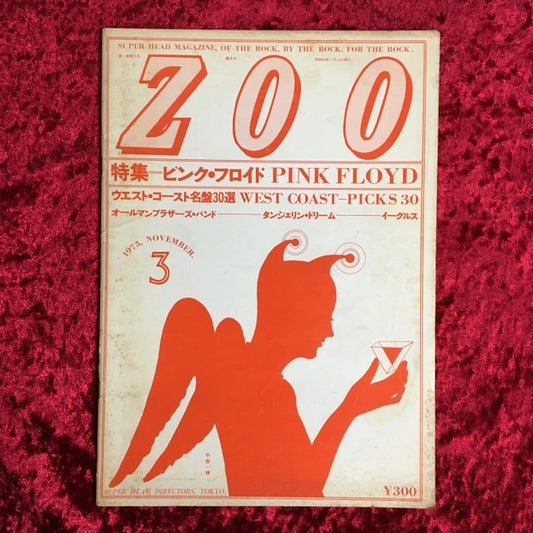 SUPER HEAD MAGAZINE, OF THE ROCK, BY THE ROCK, FOR THE ROCK.
ZOO
特集—ピンク・フロイド PINK FLOYD
ウエスト・コースト名盤30選 WEST COAST—PICKS 30
オールマンブラザーズ・バンド タンジェリン・ドリーム イーグルス
1975, NOVEMBER.
3
SUPER HEAD DIRECTORS, TOKYO.
¥300